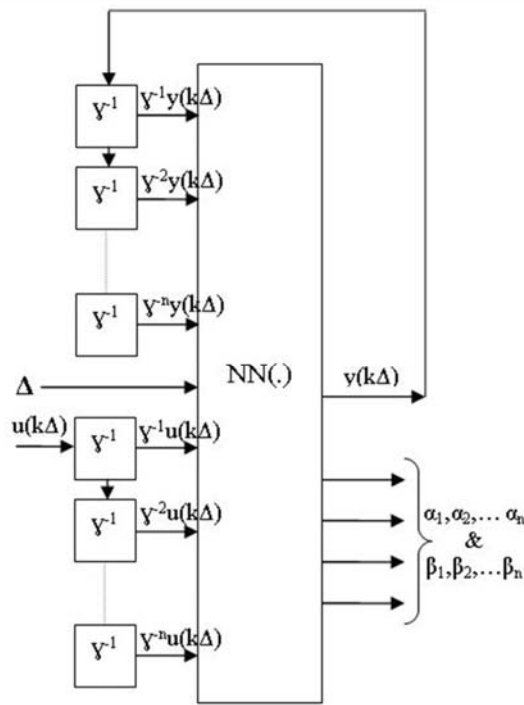 Ɣ⁻¹ Ɣ⁻¹y(kΔ)
Ɣ⁻¹ Ɣ⁻²y(kΔ)
Ɣ⁻¹ Ɣ⁻ⁿy(kΔ)
NN(.)
y(kΔ)
Δ
u(kΔ)
Ɣ⁻¹ Ɣ⁻¹u(kΔ)
Ɣ⁻¹ Ɣ⁻²u(kΔ)
Ɣ⁻¹ Ɣ⁻ⁿu(kΔ)
α₁,α₂,… αₙ
&
β₁,β₂,…βₙ